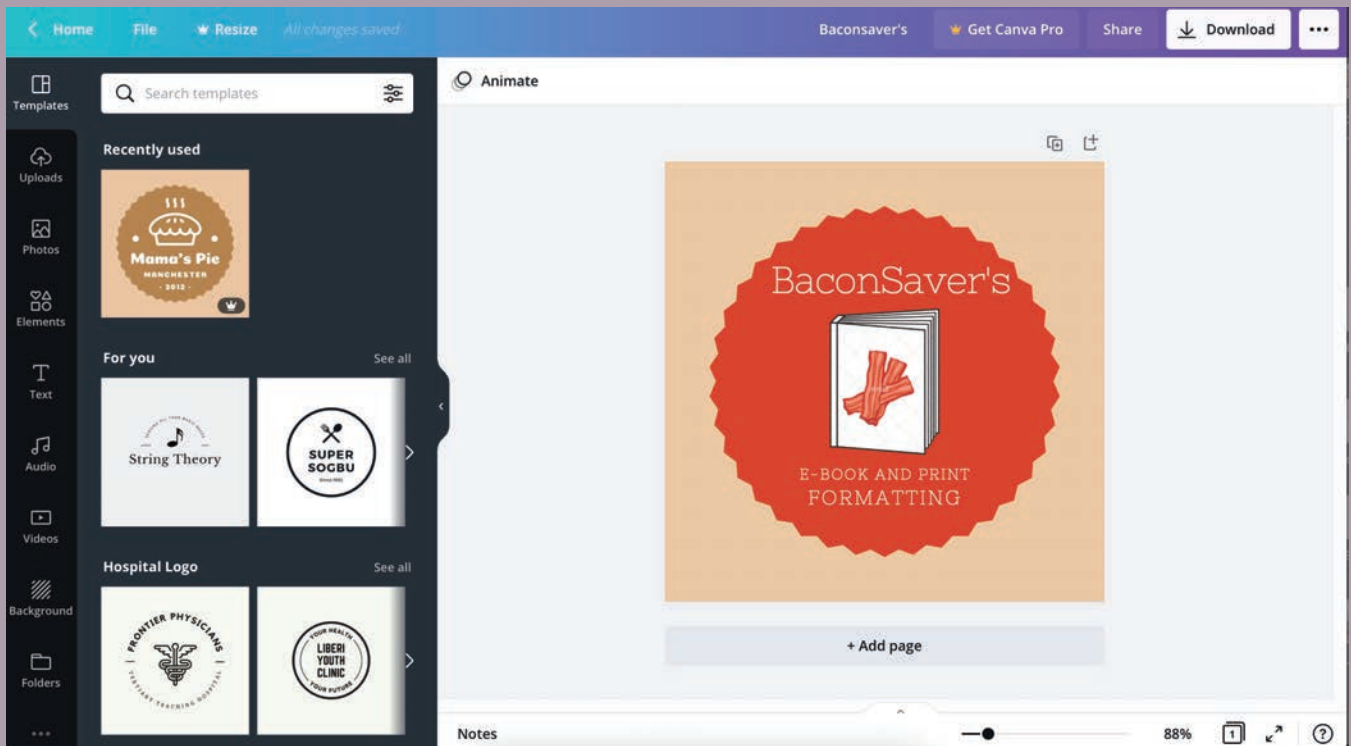 Home File Resize All changes saved Baconsaver's Get Canva Pro Share Download
Templates
Uploads
Photos
Elements
Text
Audio
Videos
Background
Folders
Search templates
Recently used
Mama's Pie
MANCHESTER
- 2012 -
For you See all
String Theory
SUPER
SOGBU
Since 1985
Hospital Logo See all
FRONTIER PHYSICIANS
TERTIARY TEACHING HOSPITAL
YOUR HEALTH
LIBERI
YOUTH
CLINIC
YOUR FUTURE
Animate
BaconSaver's
E-BOOK AND PRINT
FORMATTING
+ Add page
Notes 88% 1 ?